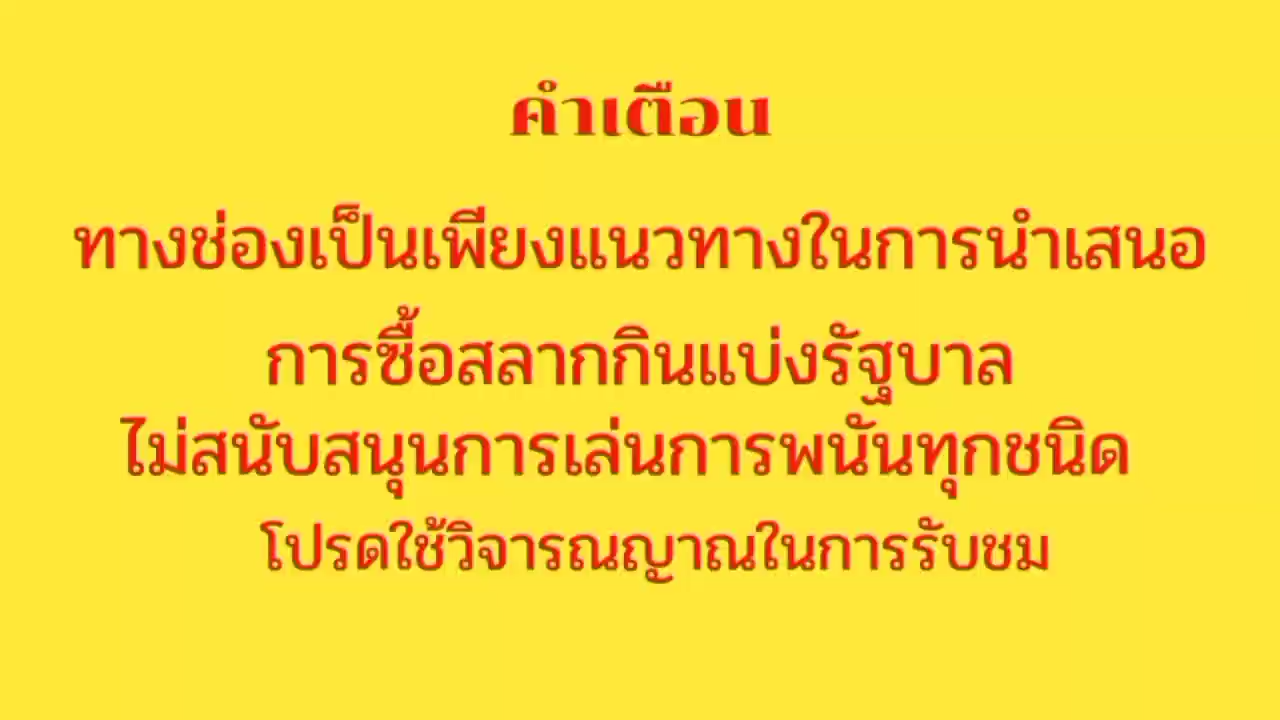 คำเตือน
ทางช่องเป็นเพียงแนวทางในการนำเสนอ
การซื้อสลากกินแบ่งรัฐบาล
ไม่สนับสนุนการเล่นการพนันทุกชนิด
โปรดใช้วิจารณญาณในการรับชม